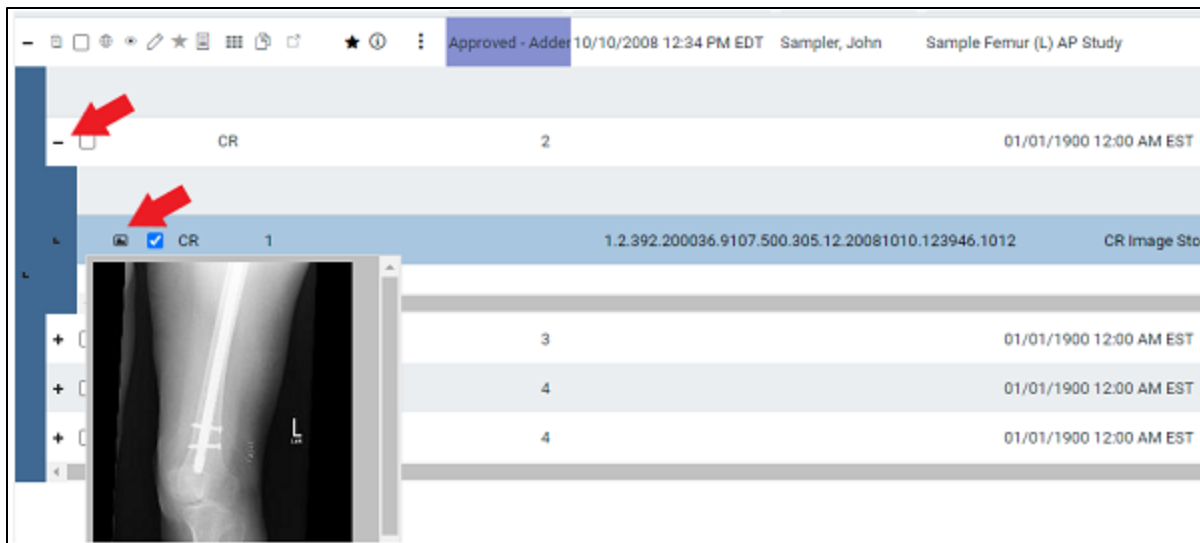 Approved - Adder 10/10/2008 12:34 PM EDT Sampler, John Sample Femur (L) AP Study
CR 2 01/01/1900 12:00 AM EST
CR 1 1.2.392.200036.9107.500.305.12.20081010.123946.1012 CR Image Sto
3 01/01/1900 12:00 AM EST
4 01/01/1900 12:00 AM EST
L
4 01/01/1900 12:00 AM EST